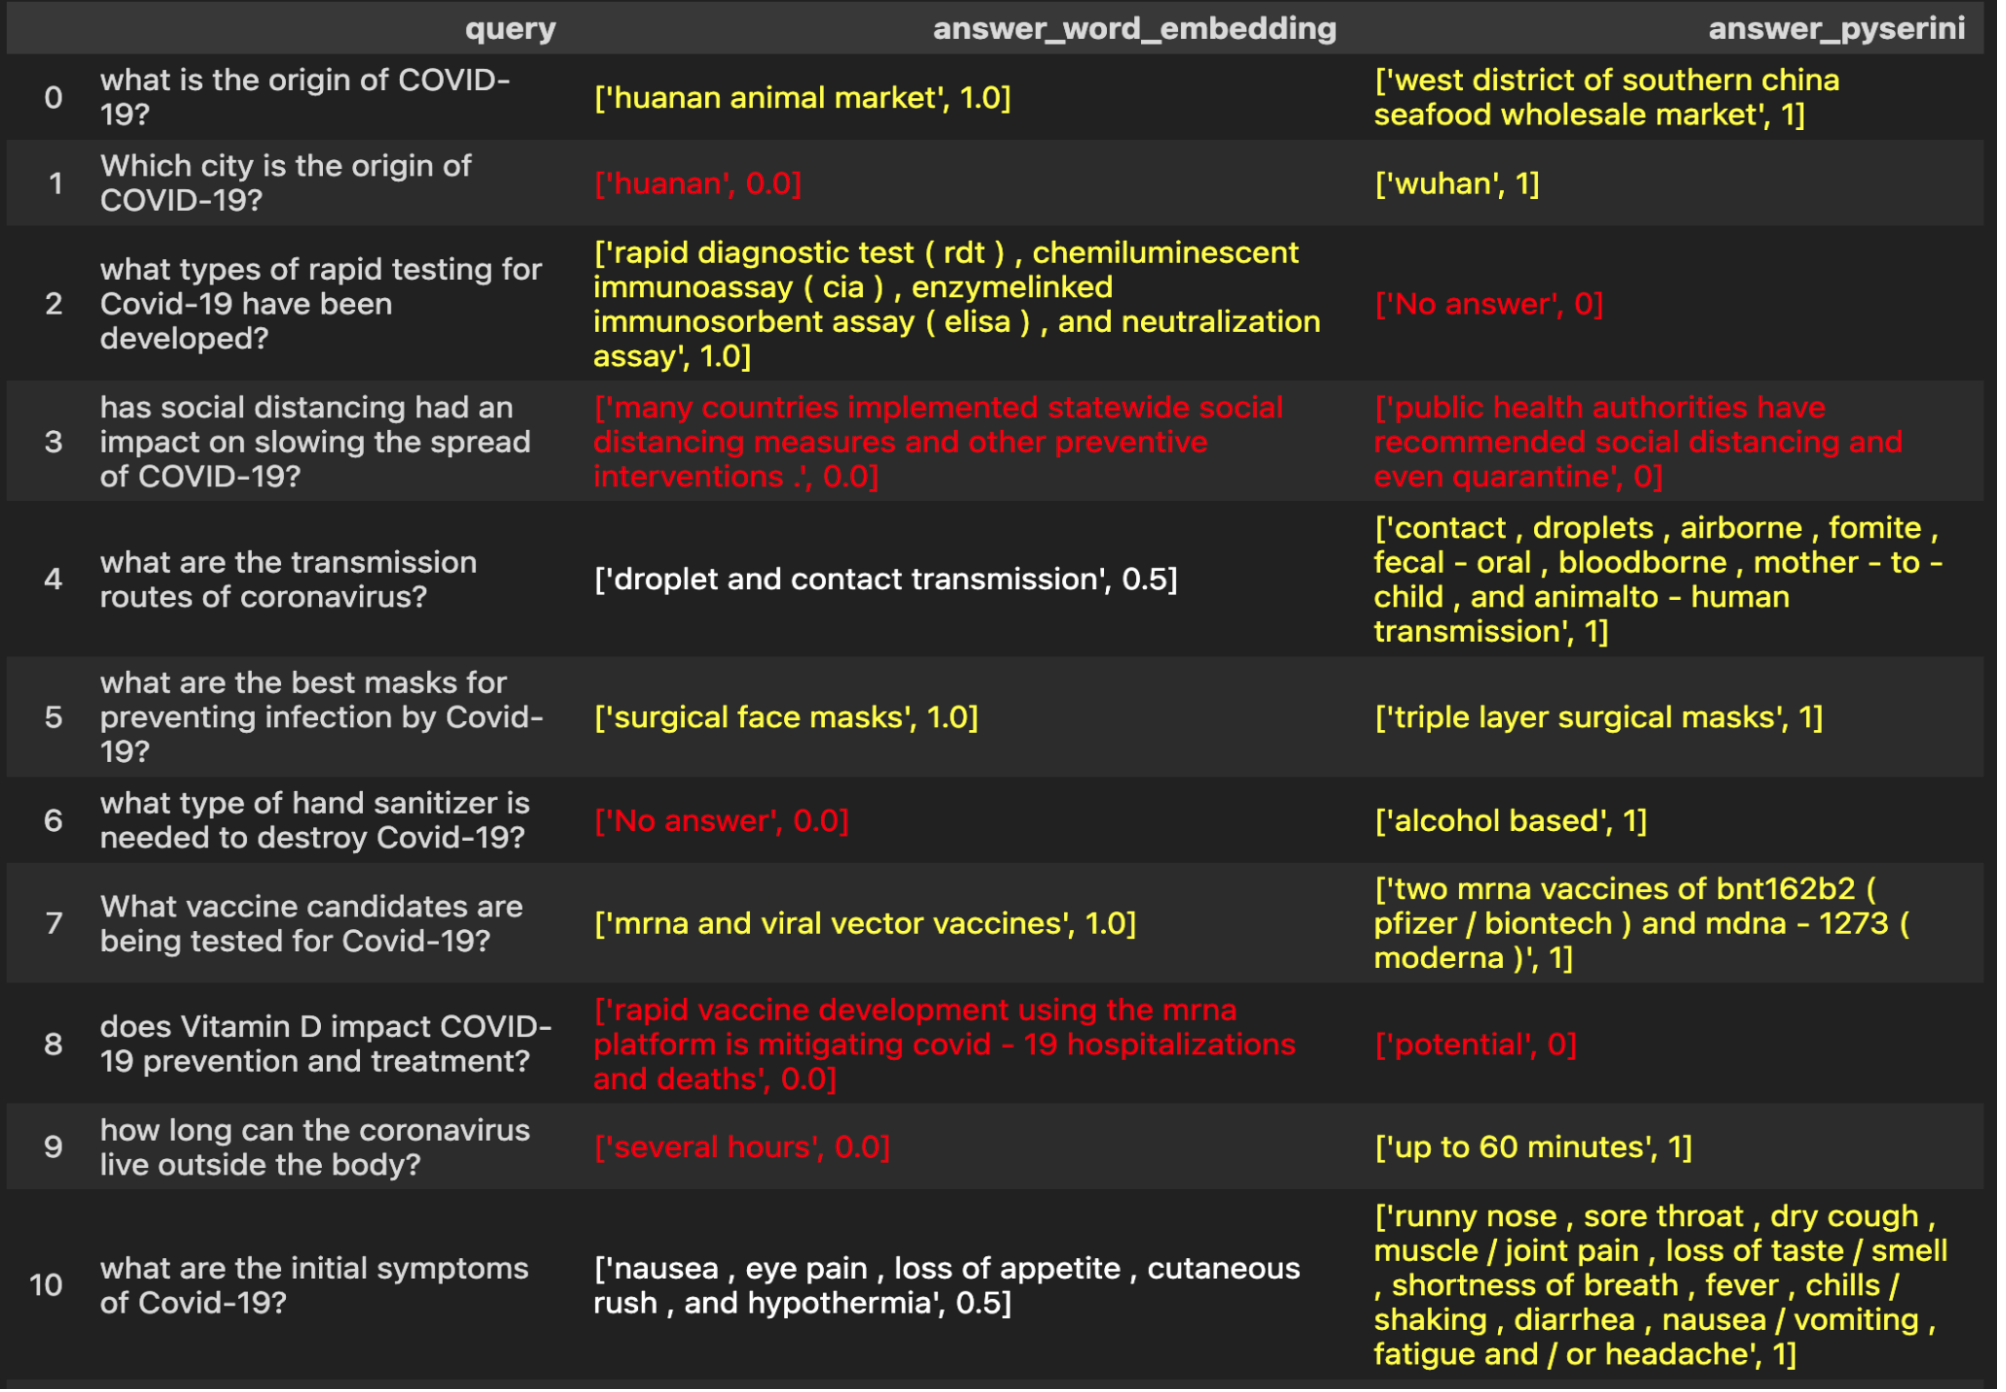 query answer_word_embedding answer_pyserini
0 what is the origin of COVID-
19? ['huanan animal market', 1.0] ['west district of southern china
seafood wholesale market', 1]
1 Which city is the origin of
COVID-19? ['huanan', 0.0] ['wuhan', 1]
2 what types of rapid testing for
Covid-19 have been
developed? ['rapid diagnostic test ( rdt ) , chemiluminescent
immunoassay ( cia ) , enzymelinked
immunosorbent assay ( elisa ) , and neutralization
assay', 1.0] ['No answer', 0]
3 has social distancing had an
impact on slowing the spread
of COVID-19? ['many countries implemented statewide social
distancing measures and other preventive
interventions .', 0.0] ['public health authorities have
recommended social distancing and
even quarantine', 0]
4 what are the transmission
routes of coronavirus? ['droplet and contact transmission', 0.5] ['contact , droplets , airborne , fomite ,
fecal - oral , bloodborne , mother - to -
child , and animalto - human
transmission', 1]
5 what are the best masks for
preventing infection by Covid-
19? ['surgical face masks', 1.0] ['triple layer surgical masks', 1]
6 what type of hand sanitizer is
needed to destroy Covid-19? ['No answer', 0.0] ['alcohol based', 1]
7 What vaccine candidates are
being tested for Covid-19? ['mrna and viral vector vaccines', 1.0] ['two mrna vaccines of bnt162b2 (
pfizer / biontech ) and mdna - 1273 (
moderna )', 1]
8 does Vitamin D impact COVID-
19 prevention and treatment? ['rapid vaccine development using the mrna
platform is mitigating covid - 19 hospitalizations
and deaths', 0.0] ['potential', 0]
9 how long can the coronavirus
live outside the body? ['several hours', 0.0] ['up to 60 minutes', 1]
10 what are the initial symptoms
of Covid-19? ['nausea , eye pain , loss of appetite , cutaneous
rush , and hypothermia', 0.5] ['runny nose , sore throat , dry cough ,
muscle / joint pain , loss of taste / smell
, shortness of breath , fever , chills /
shaking , diarrhea , nausea / vomiting ,
fatigue and / or headache', 1]